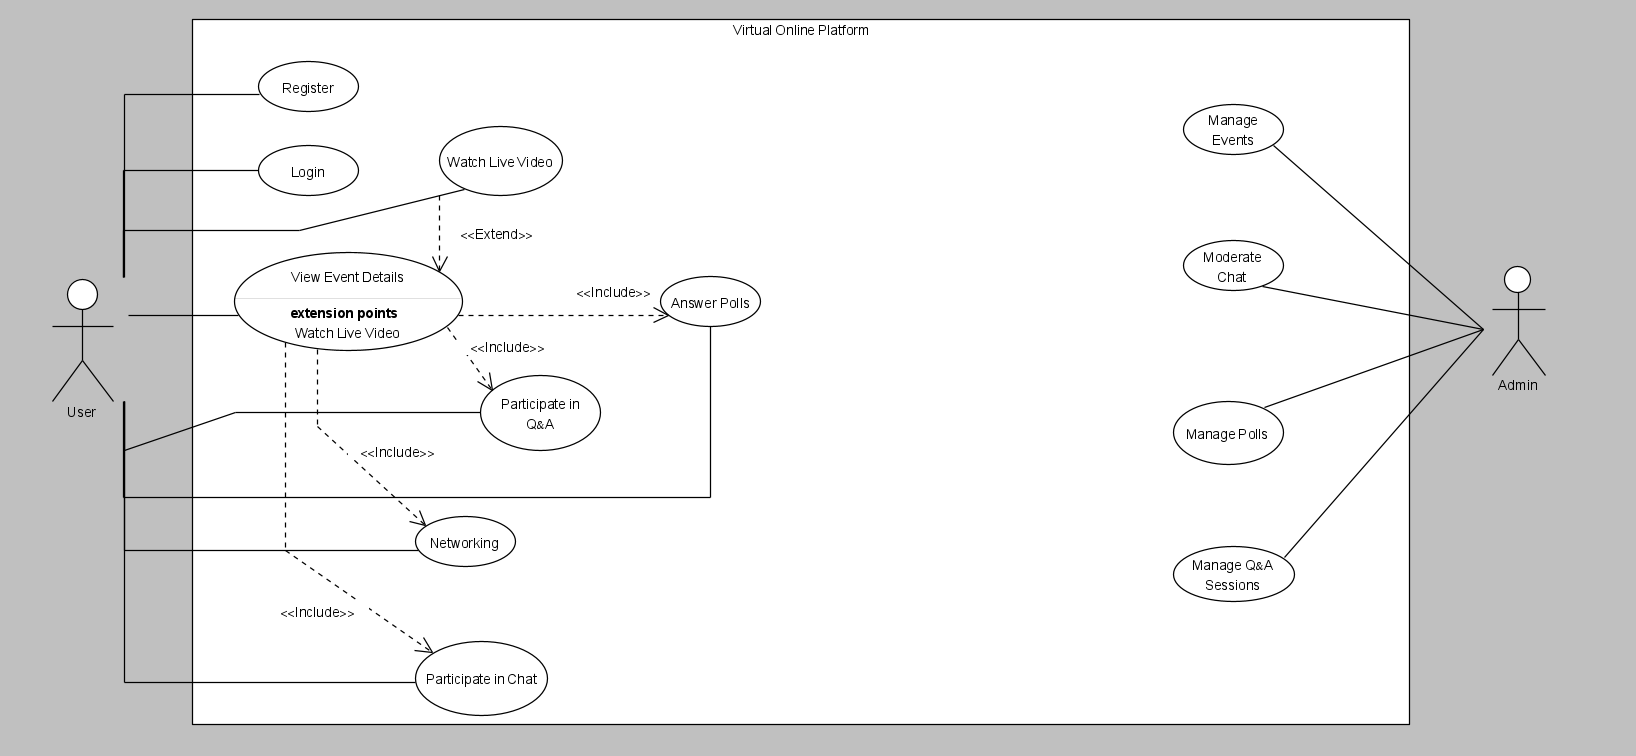 Virtual Online Platform
Register
Login
Watch Live Video
<<Extend>>
View Event Details
extension points
Watch Live Video
<<Include>>
Answer Polls
<<Include>>
Participate in
Q&A
<<Include>>
Networking
<<Include>>
Participate in Chat
User
Manage
Events
Moderate
Chat
Manage Polls
Manage Q&A
Sessions
Admin